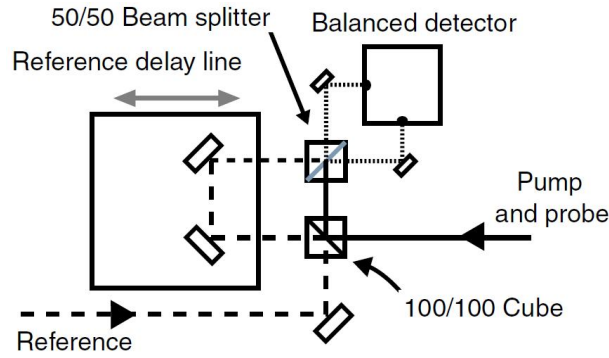 50/50 Beam splitter
Balanced detector
Reference delay line
Pump
and probe
100/100 Cube
Reference